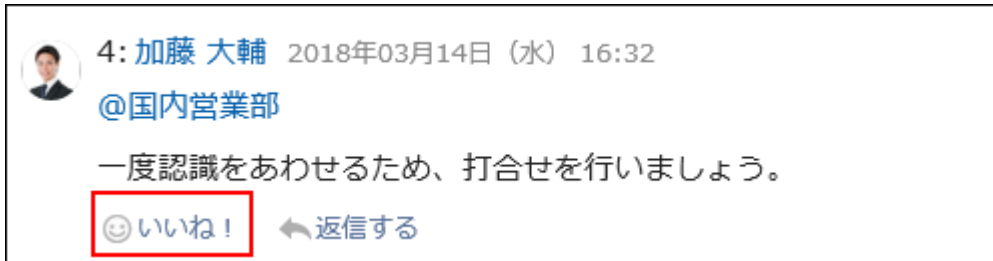 4: 加藤 大輔 2018年03月14日（水） 16:32
@国内営業部
一度認識をあわせるため、打合せを行いましょう。
いいね！ 返信する